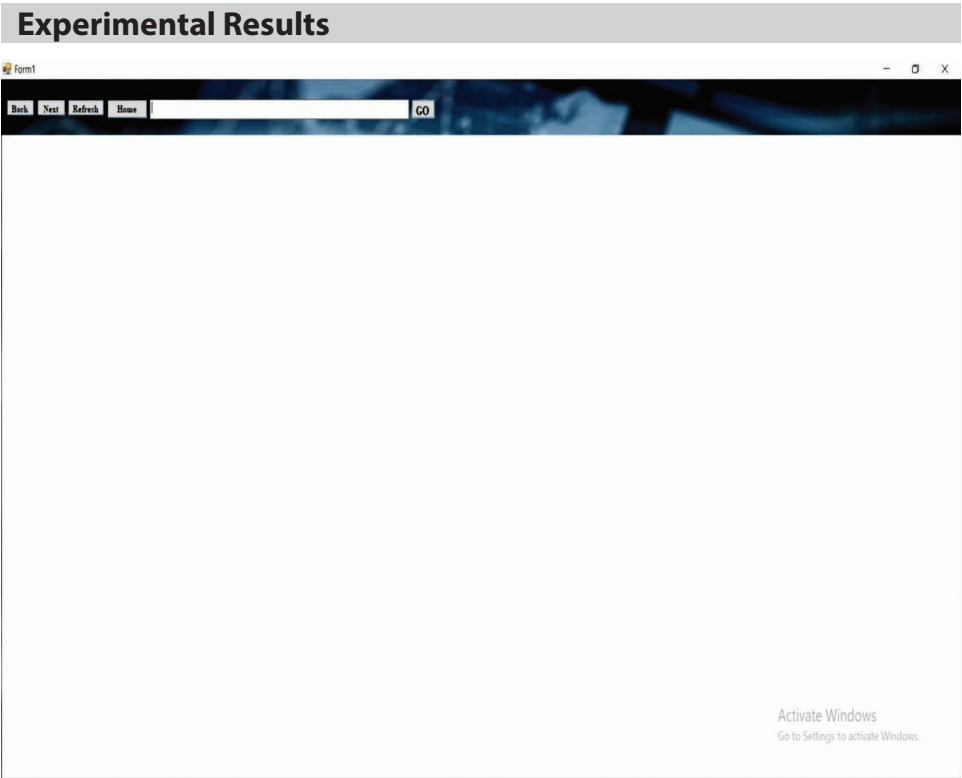 Experimental Results
Form1
Back Next Refresh Home GO
Activate Windows
Go to Settings to activate Windows.